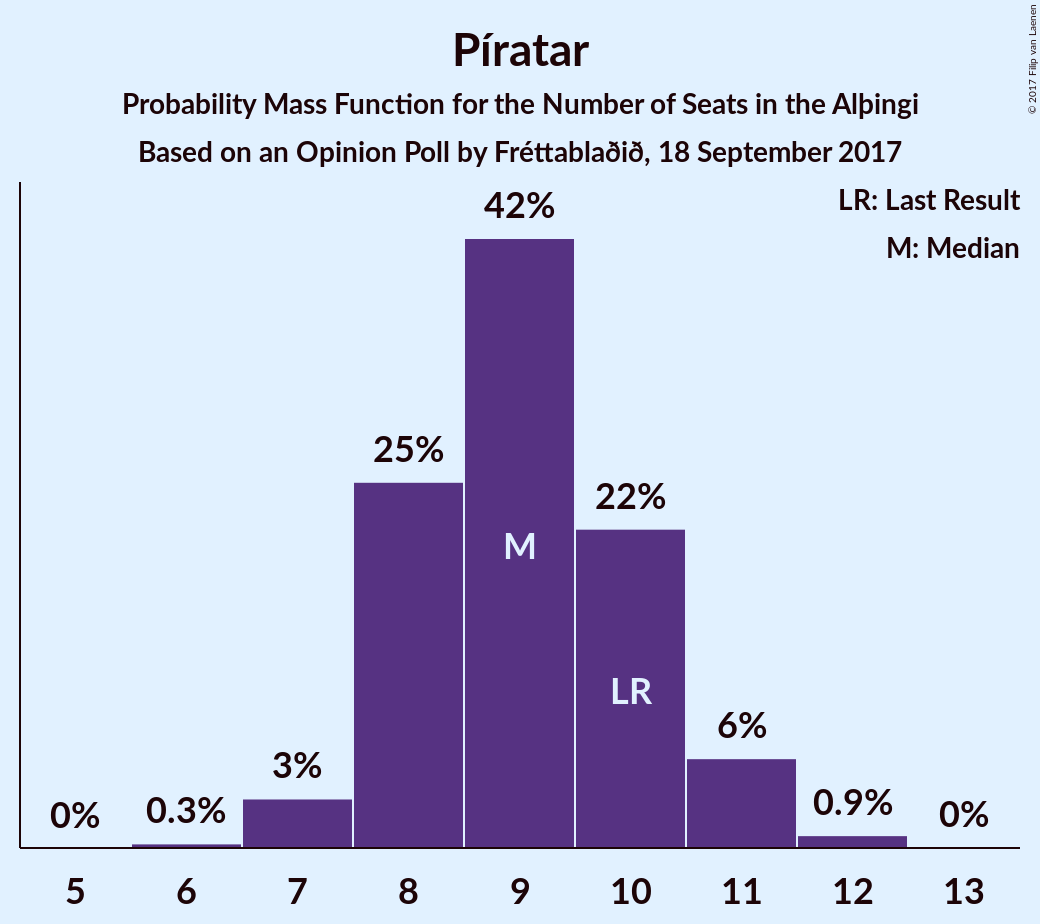 Píratar
Probability Mass Function for the Number of Seats in the Alþingi
Based on an Opinion Poll by Fréttablaðið, 18 September 2017
© 2017 Filip van Laenen
LR: Last Result
M: Median
42%
25%
22%
M
LR
6%
3%
0%
0.3%
0.9%
0%
5 6 7 8 9 10 11 12 13